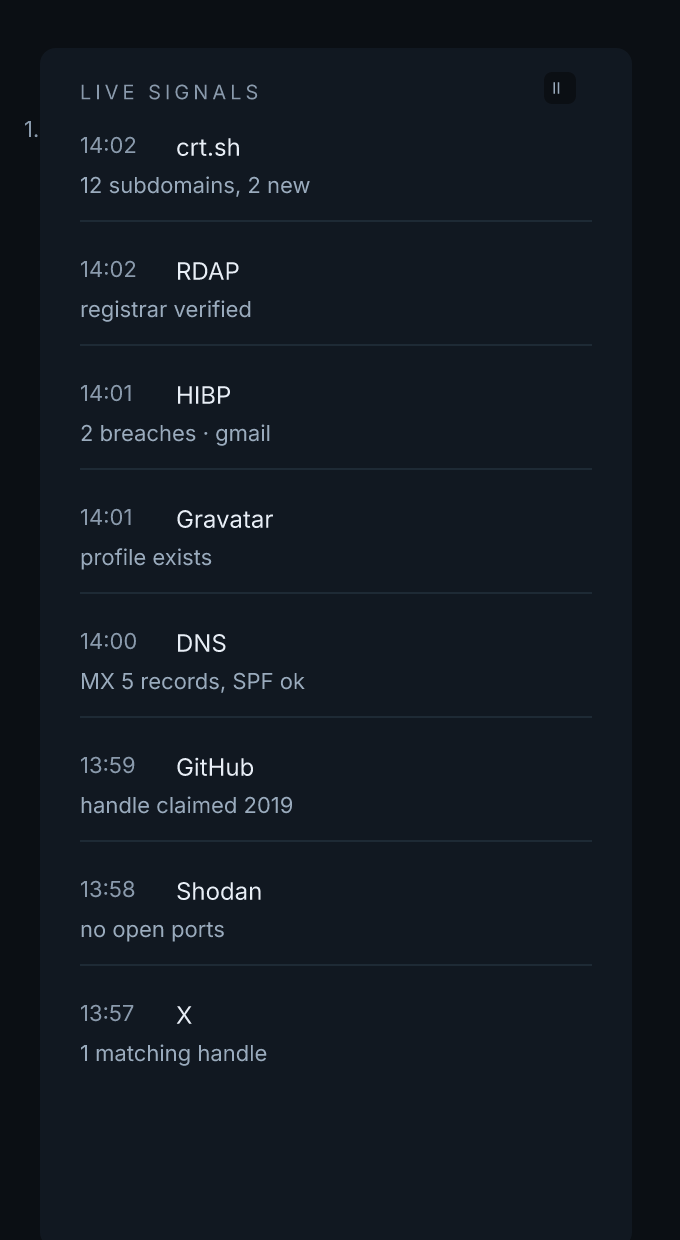 LIVE SIGNALS
1.
14:02 crt.sh
12 subdomains, 2 new
14:02 RDAP
registrar verified
14:01 HIBP
2 breaches · gmail
14:01 Gravatar
profile exists
14:00 DNS
MX 5 records, SPF ok
13:59 GitHub
handle claimed 2019
13:58 Shodan
no open ports
13:57 X
1 matching handle